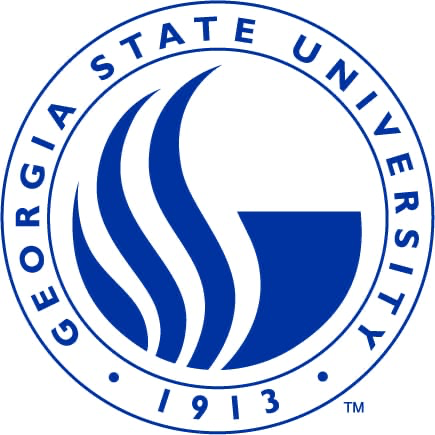 GEORGIA STATE UNIVERSITY
• 1913 •
TM